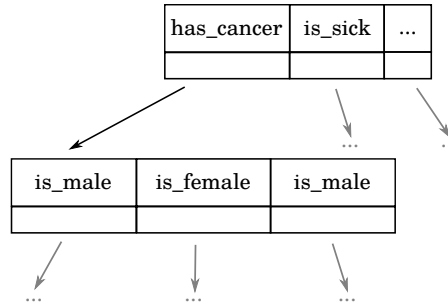 has_cancer is_sick ...
... ...
is_male is_female is_male
... ... ...